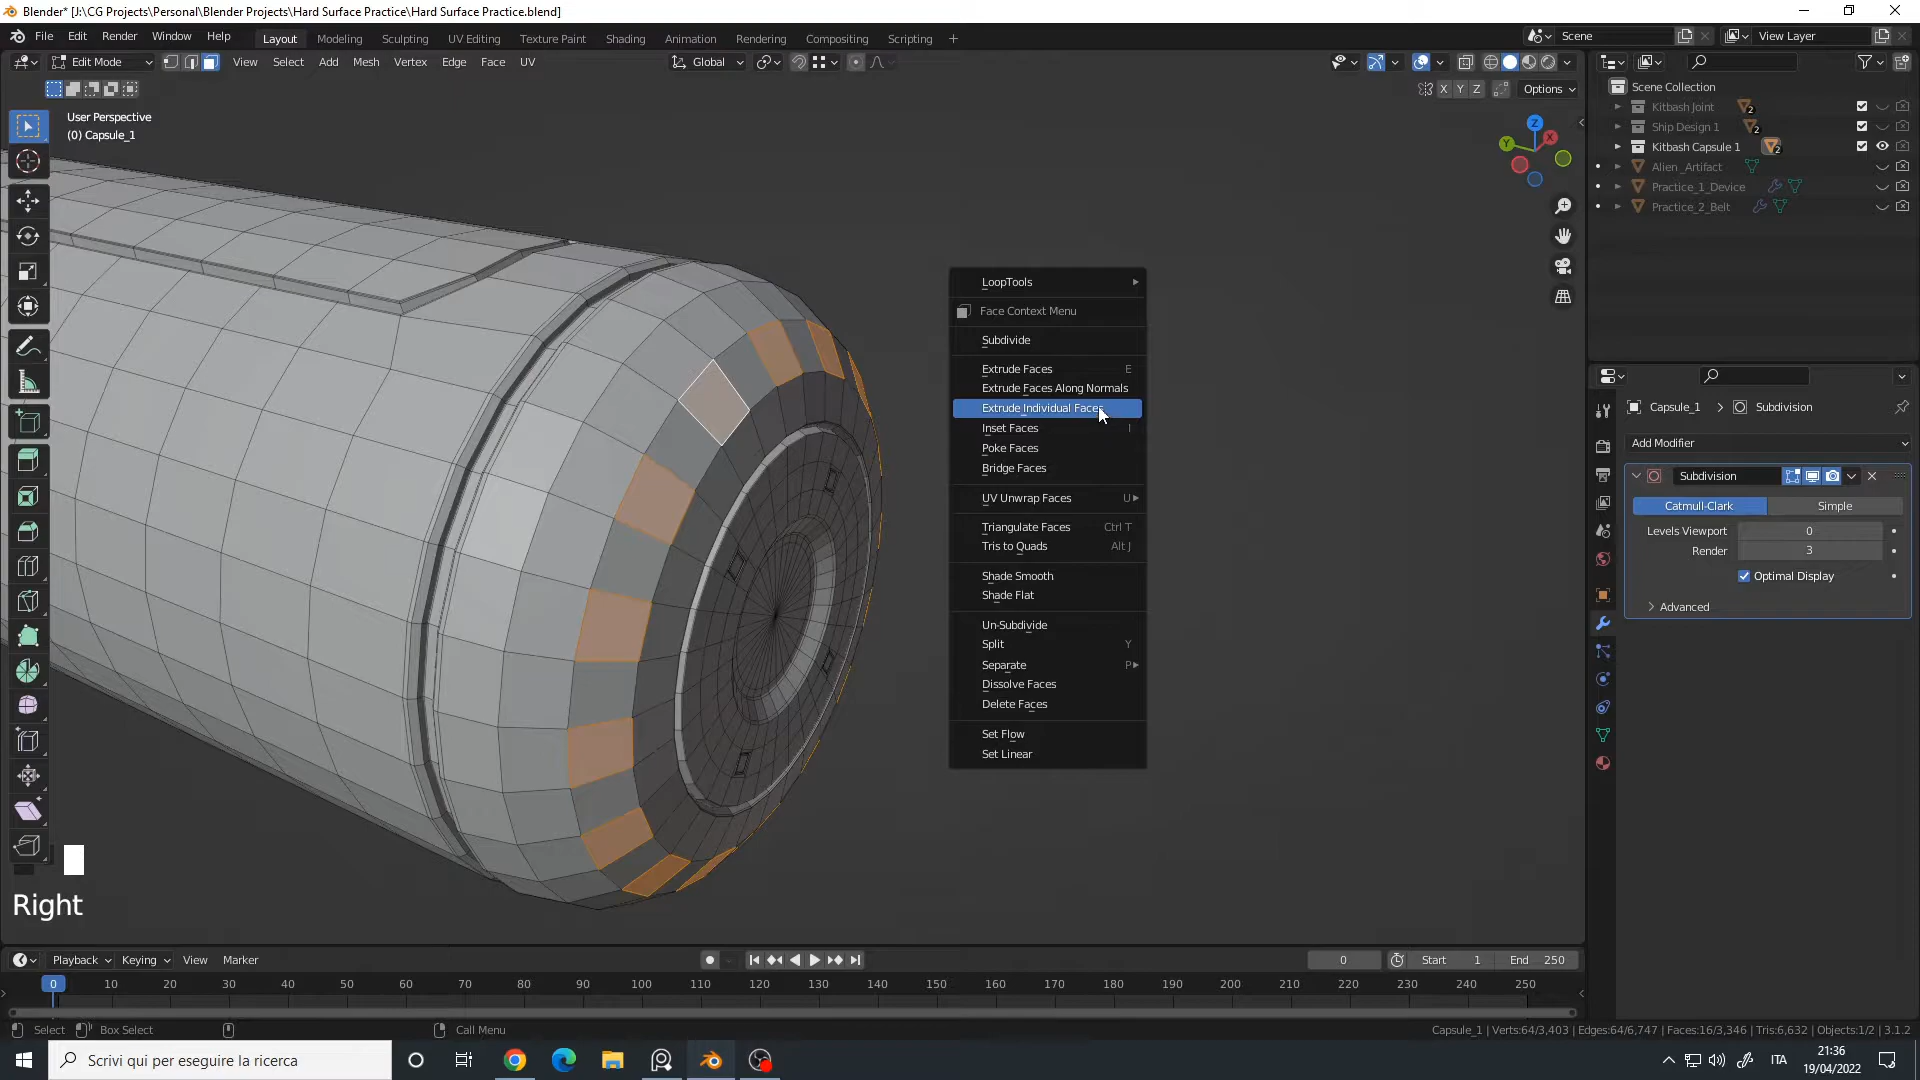 Blender* [J:\CG Projects\Personal\Blender Projects\Hard Surface Practice\Hard Surface Practice.blend]
File Edit Render Window Help Layout Modeling Sculpting UV Editing Texture Paint Shading Animation Rendering Compositing Scripting + Scene View Layer
Edit Mode View Select Add Mesh Vertex Edge Face UV Global
X Y Z Options
User Perspective
(0) Capsule_1
Z
X
Y
Scene Collection
Kitbash Joint 2
Ship Design 1 2
Kitbash Capsule 1 2
Alien _Artifact
Practice_1_Device
Practice_2_Belt
LoopTools
Face Context Menu
Subdivide
Extrude Faces E
Extrude Faces Along Normals
Extrude Individual Faces
Inset Faces I
Poke Faces
Bridge Faces
UV Unwrap Faces U
Triangulate Faces Ctrl T
Tris to Quads Alt J
Shade Smooth
Shade Flat
Un-Subdivide
Split Y
Separate P
Dissolve Faces
Delete Faces
Set Flow
Set Linear
Capsule_1 > Subdivision
Add Modifier
Subdivision
Catmull-Clark Simple
Levels Viewport 0
Render 3
Optimal Display
Advanced
Right
Playback Keying View Marker 0 Start 1 End 250
0 10 20 30 40 50 60 70 80 90 100 110 120 130 140 150 160 170 180 190 200 210 220 230 240 250
Select Box Select Call Menu Capsule_1 | Verts:64/3,403 | Edges:64/6,747 | Faces:16/3,346 | Tris:6,632 | Objects:1/2 | 3.1.2
Scrivi qui per eseguire la ricerca ITA
21:36
19/04/2022